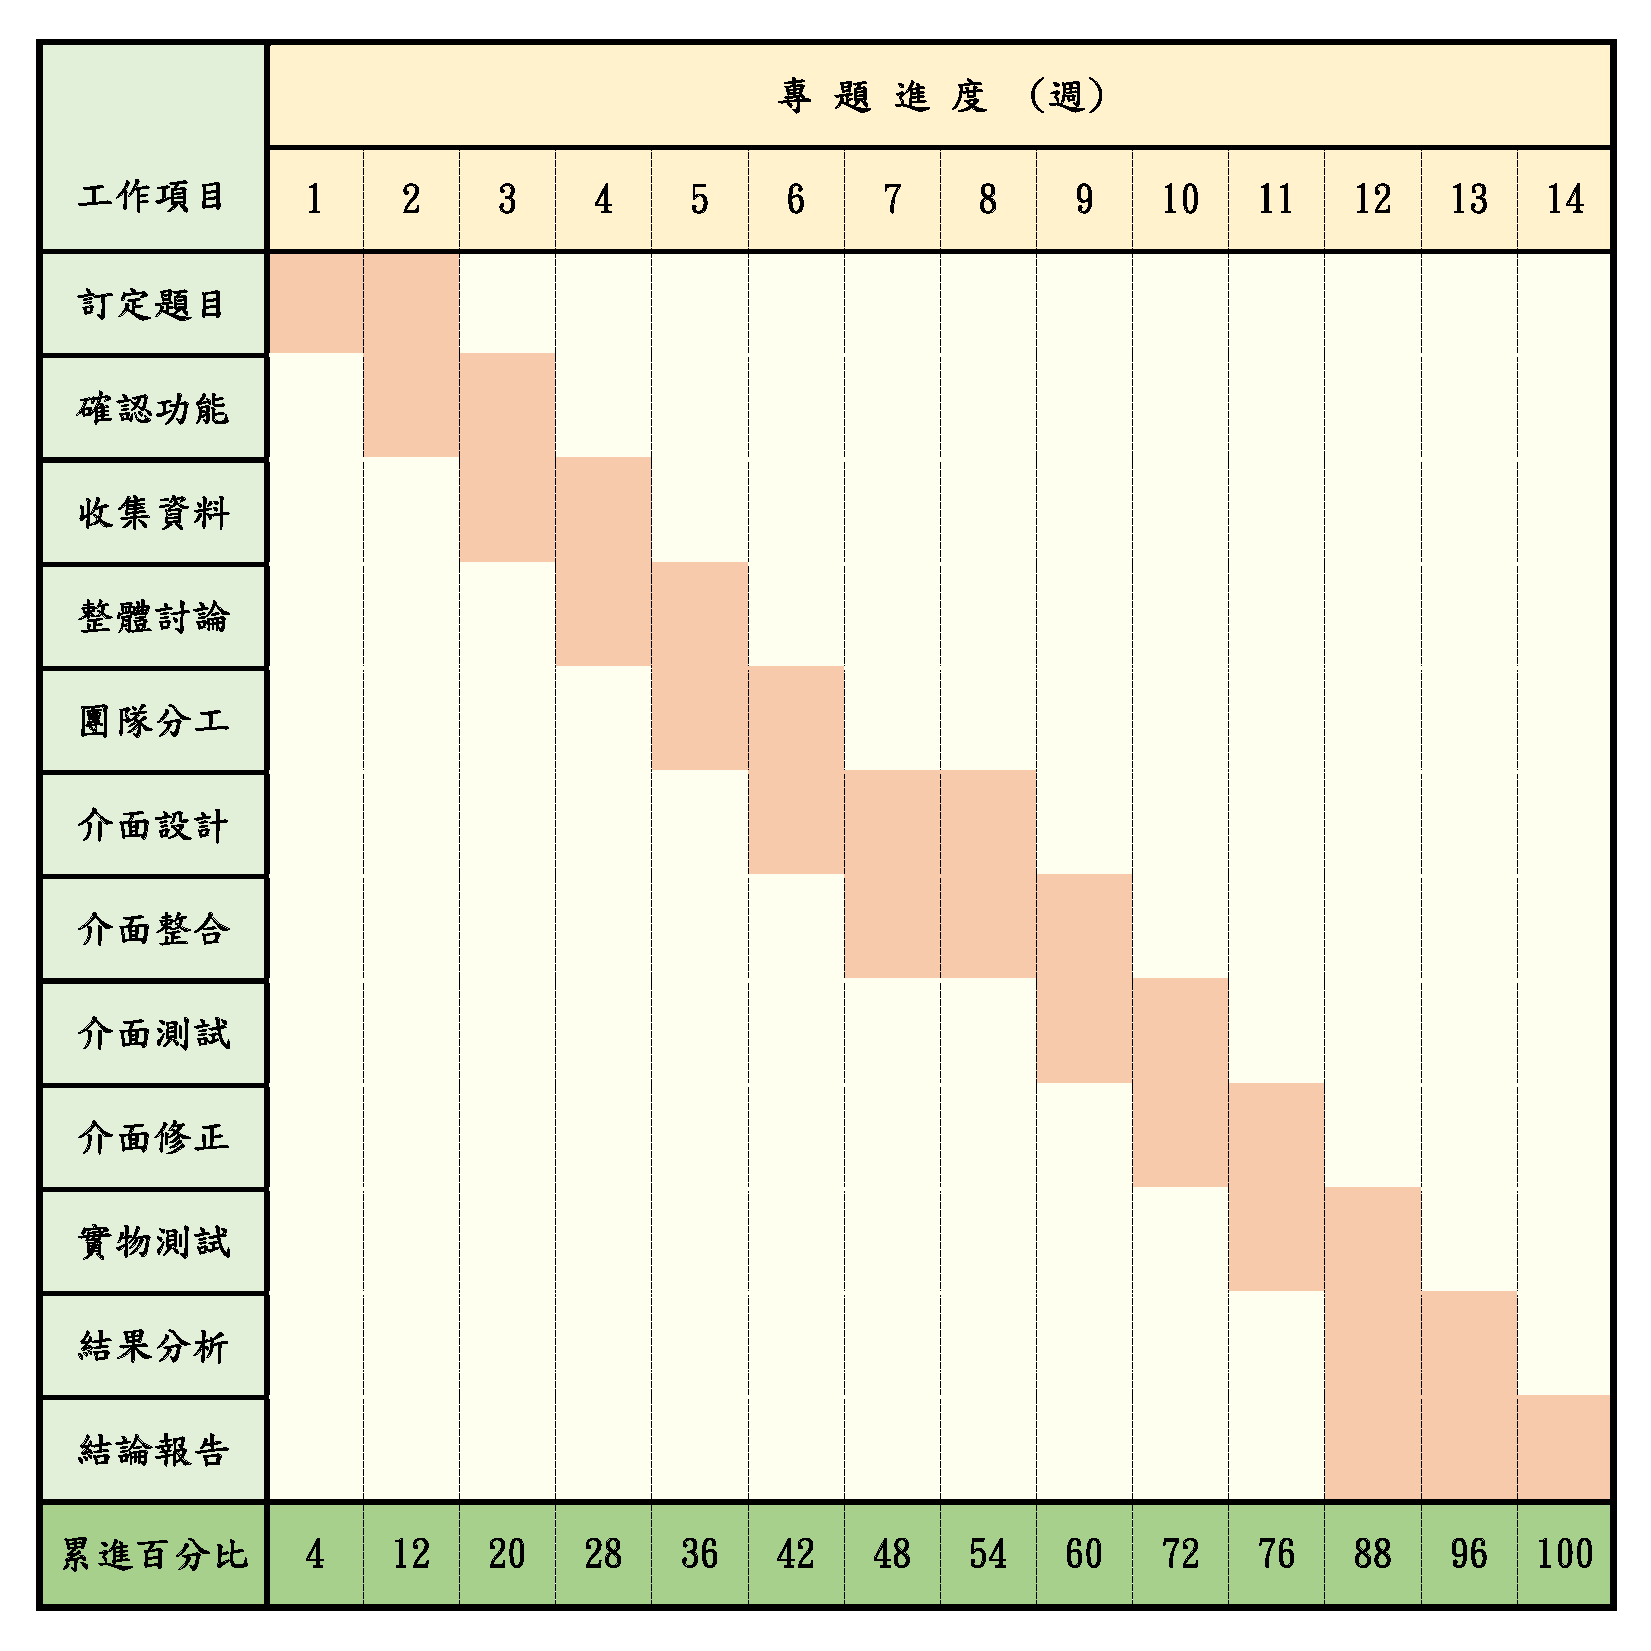 專 題 進 度 (週)
工作項目 1 2 3 4 5 6 7 8 9 10 11 12 13 14
訂定題目
確認功能
收集資料
整體討論
團隊分工
介面設計
介面整合
介面測試
介面修正
實物測試
結果分析
結論報告
累進百分比 4 12 20 28 36 42 48 54 60 72 76 88 96 100